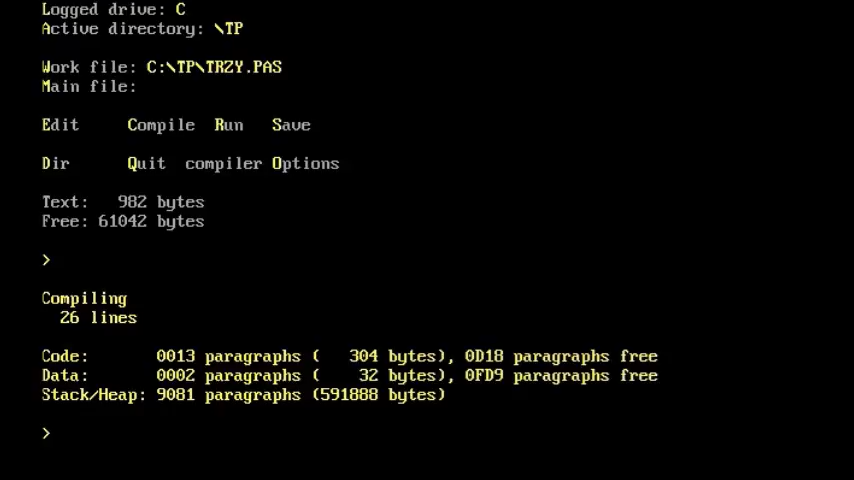 Logged drive: C
Active directory: \TP
Work file: C:\TP\TRZY.PAS
Main file:
Edit     Compile  Run   Save
Dir      Quit  compiler Options
Text:   982 bytes
Free: 61042 bytes
>
Compiling
  26 lines
Code:       0013 paragraphs (   304 bytes), 0D18 paragraphs free
Data:       0002 paragraphs (    32 bytes), 0FD9 paragraphs free
Stack/Heap: 9081 paragraphs (591888 bytes)
>